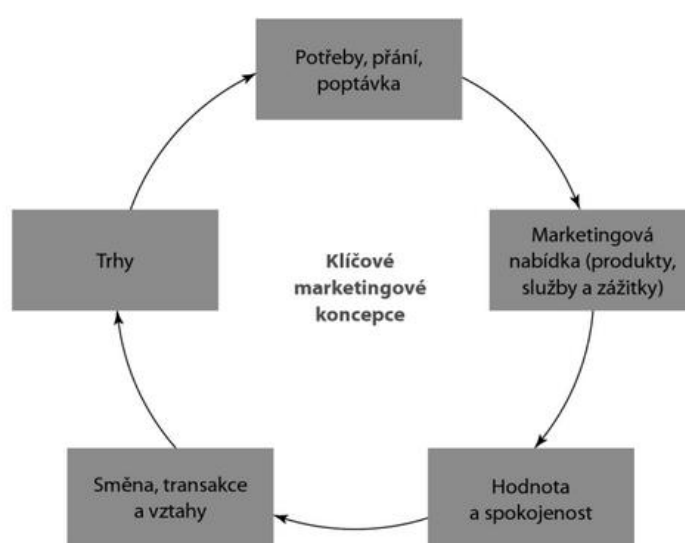 Potřeby, přání,
poptávka
Marketingová
nabídka (produkty,
služby a zážitky)
Hodnota
a spokojenost
Směna, transakce
a vztahy
Trhy
Klíčové
marketingové
koncepce